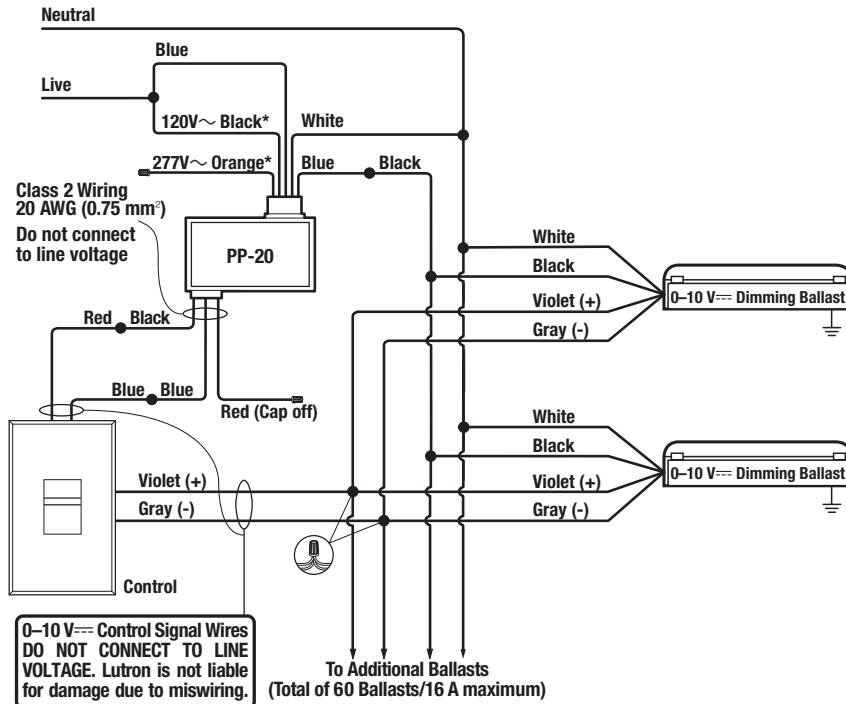 Neutral
Blue
Live
120V~ Black*
White
277V~ Orange*
Blue
Black
Class 2 Wiring
20 AWG (0.75 mm²)
Do not connect
to line voltage
PP-20
White
Black
0–10 V⎓ Dimming Ballast
Violet (+)
Gray (-)
Red
Black
Blue
Blue
Red (Cap off)
White
Black
0–10 V⎓ Dimming Ballast
Violet (+)
Violet (+)
Gray (-)
Gray (-)
Control
0–10 V⎓ Control Signal Wires
DO NOT CONNECT TO LINE
VOLTAGE. Lutron is not liable
for damage due to miswiring.
To Additional Ballasts
(Total of 60 Ballasts/16 A maximum)